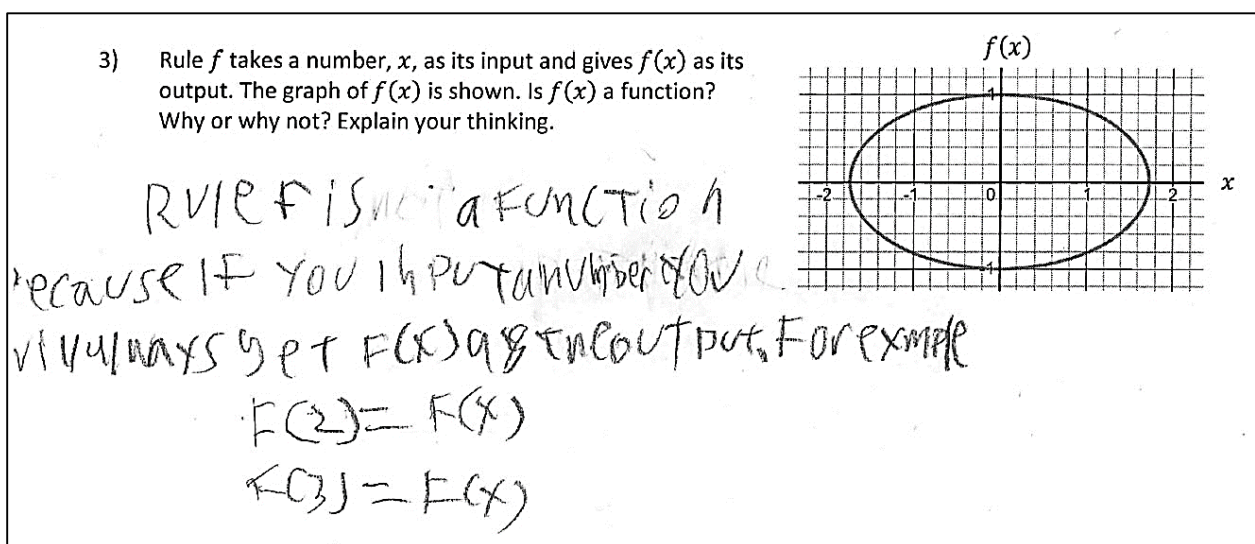 3) Rule f takes a number, x, as its input and gives f(x) as its
output. The graph of f(x) is shown. Is f(x) a function?
Why or why not? Explain your thinking.
f(x)
1
-2 -1 0 1 2
x
-1
Rule f is a function
because if you input a number you
will always get F(x) as the output. For exmple
F(2) = F(x)
F(3) = F(x)